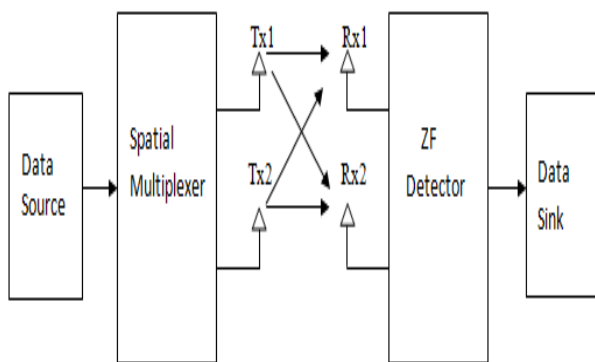 Data
Source
Spatial
Multiplexer
Tx1
Rx1
Tx2
Rx2
ZF
Detector
Data
Sink